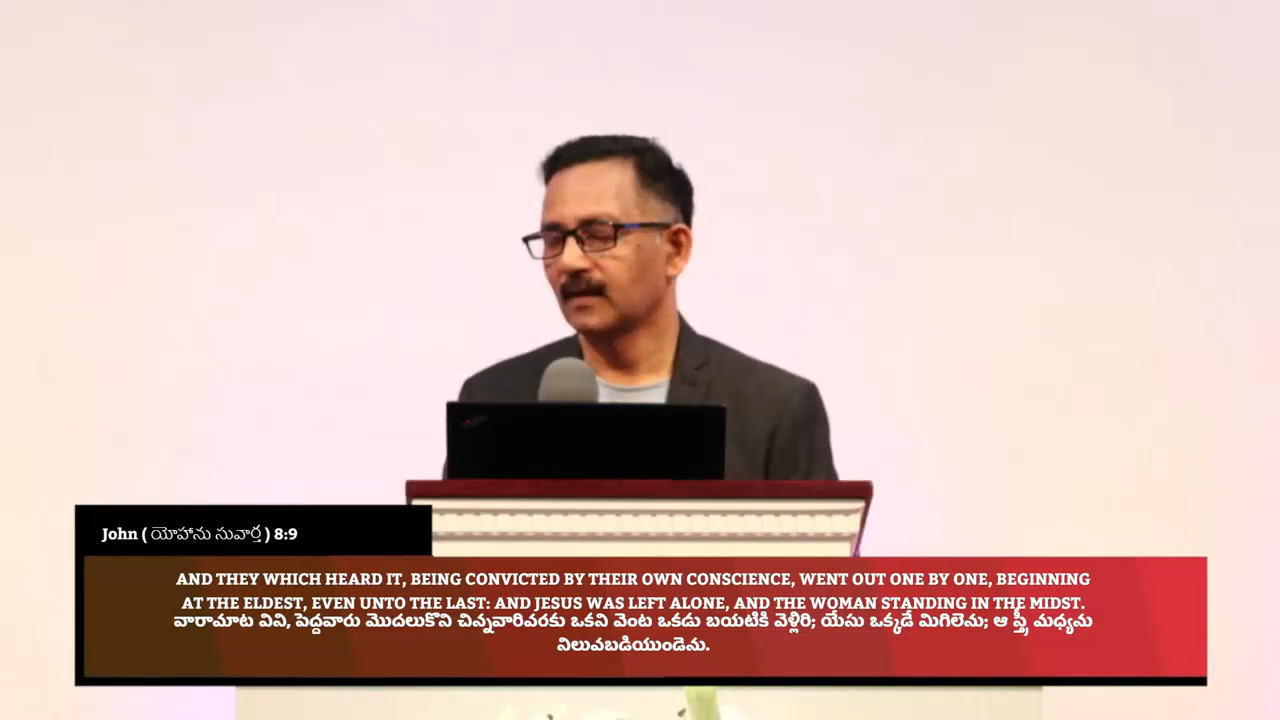 John ( యోహాను సువార్త ) 8:9
AND THEY WHICH HEARD IT, BEING CONVICTED BY THEIR OWN CONSCIENCE, WENT OUT ONE BY ONE, BEGINNING
AT THE ELDEST, EVEN UNTO THE LAST: AND JESUS WAS LEFT ALONE, AND THE WOMAN STANDING IN THE MIDST.
వారామాట విని, పెద్దవారు మొదలుకొని చిన్నవారివరకు ఒకని వెంట ఒకడు బయటికి వెళ్లిరి; యేసు ఒక్కడే మిగిలెను; ఆ స్త్రీ మధ్యను
నిలువబడియుండెను.